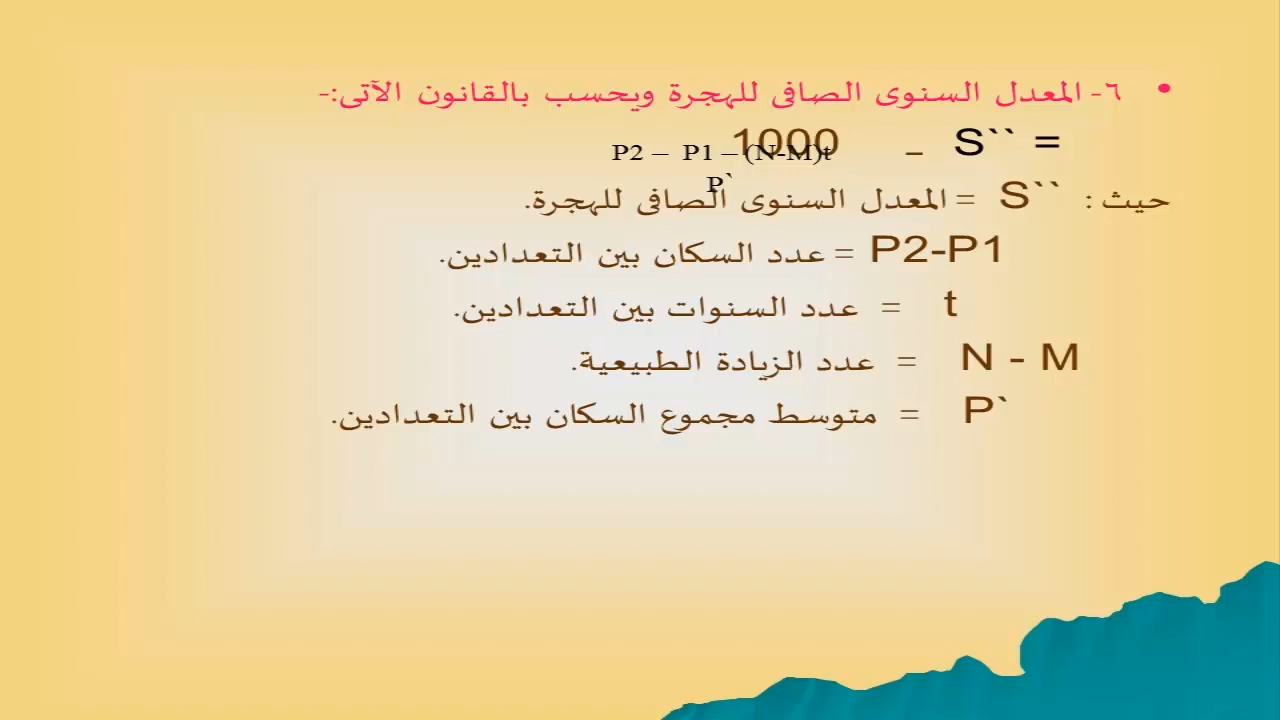 • ٦- المعدل السنوى الصافى للهجرة ويحسب بالقانون الآتى:-
S`` = _ 1000
P2 – P1 – (N-M)t
P`
حيث : S`` = المعدل السنوى الصافى للهجرة.
P2-P1 = عدد السكان بين التعدادين.
t = عدد السنوات بين التعدادين.
N - M = عدد الزيادة الطبيعية.
P` = متوسط مجموع السكان بين التعدادين.